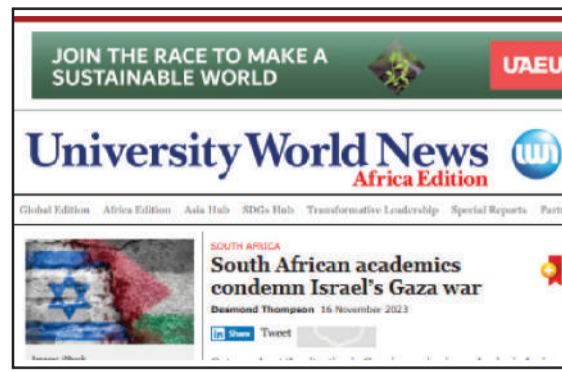 JOIN THE RACE TO MAKE A
SUSTAINABLE WORLD
UAEU
University World News
Africa Edition
Global Edition Africa Edition Asia Hub SDGs Hub Transformative Leadership Special Reports
SOUTH AFRICA
South African academics
condemn Israel's Gaza war
Desmond Thompson 16 November 2023
in Share Tweet